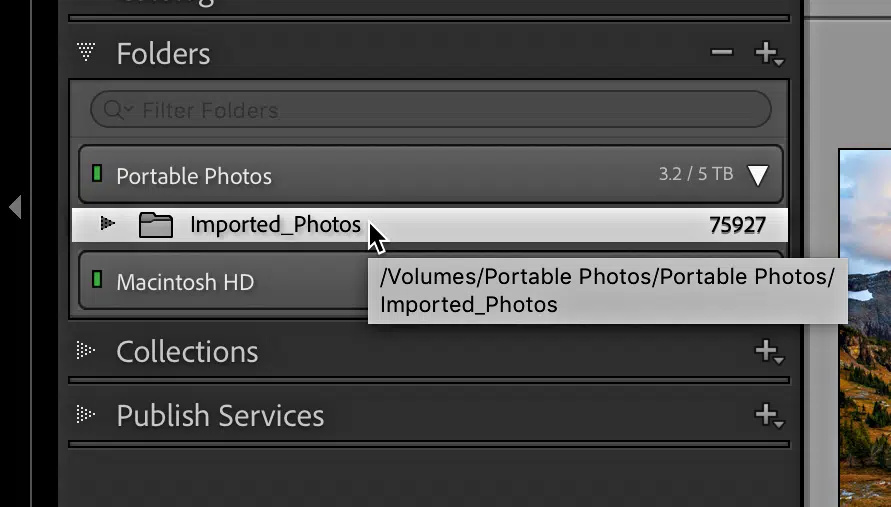 Folders
Filter Folders
Portable Photos 3.2 / 5 TB
Imported_Photos 75927
Macintosh HD
/Volumes/Portable Photos/Portable Photos/
Imported_Photos
Collections
Publish Services